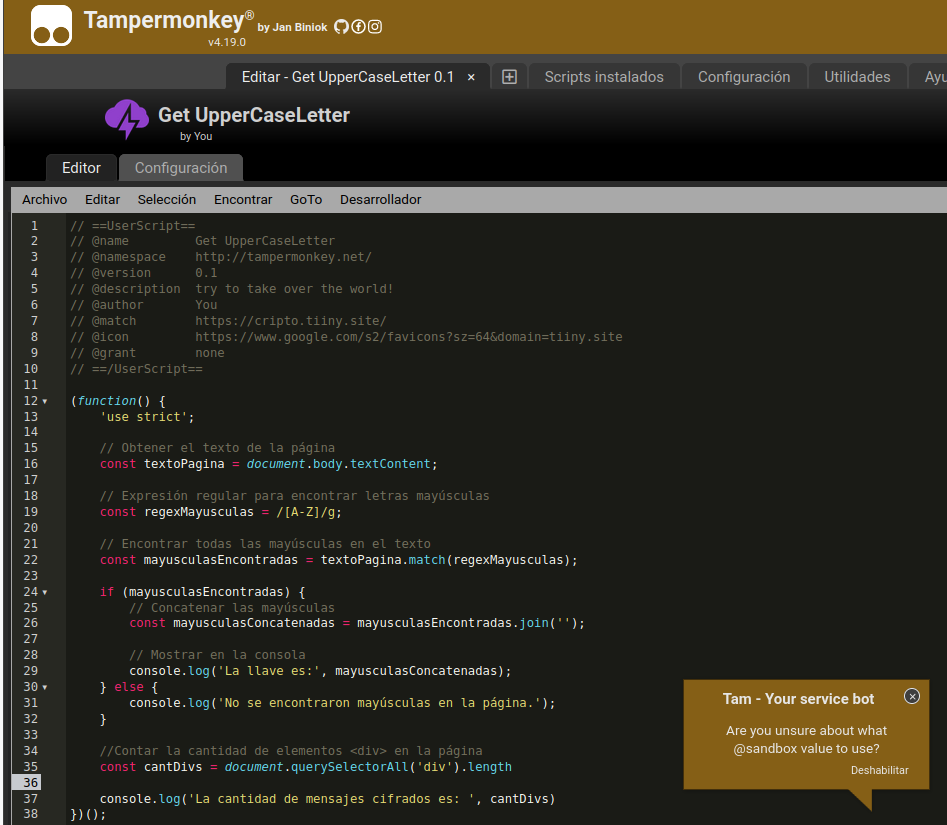 Tampermonkey® by Jan Biniok
v4.19.0
Editar - Get UpperCaseLetter 0.1 × Scripts instalados Configuración Utilidades Ayu
Get UpperCaseLetter
by You
Editor Configuración
Archivo Editar Selección Encontrar GoTo Desarrollador
1 // ==UserScript==
2 // @name         Get UpperCaseLetter
3 // @namespace    http://tampermonkey.net/
4 // @version      0.1
5 // @description  try to take over the world!
6 // @author       You
7 // @match        https://cripto.tiiny.site/
8 // @icon         https://www.google.com/s2/favicons?sz=64&domain=tiiny.site
9 // @grant        none
10 // ==/UserScript==
11
12 (function() {
13     'use strict';
14
15     // Obtener el texto de la página
16     const textoPagina = document.body.textContent;
17
18     // Expresión regular para encontrar letras mayúsculas
19     const regexMayusculas = /[A-Z]/g;
20
21     // Encontrar todas las mayúsculas en el texto
22     const mayusculasEncontradas = textoPagina.match(regexMayusculas);
23
24     if (mayusculasEncontradas) {
25         // Concatenar las mayúsculas
26         const mayusculasConcatenadas = mayusculasEncontradas.join('');
27
28         // Mostrar en la consola
29         console.log('La llave es:', mayusculasConcatenadas);
30     } else {
31         console.log('No se encontraron mayúsculas en la página.');
32     }
33
34     //Contar la cantidad de elementos <div> en la página
35     const cantDivs = document.querySelectorAll('div').length
36
37     console.log('La cantidad de mensajes cifrados es: ', cantDivs)
38 })();
Tam - Your service bot
Are you unsure about what
@sandbox value to use?
Deshabilitar